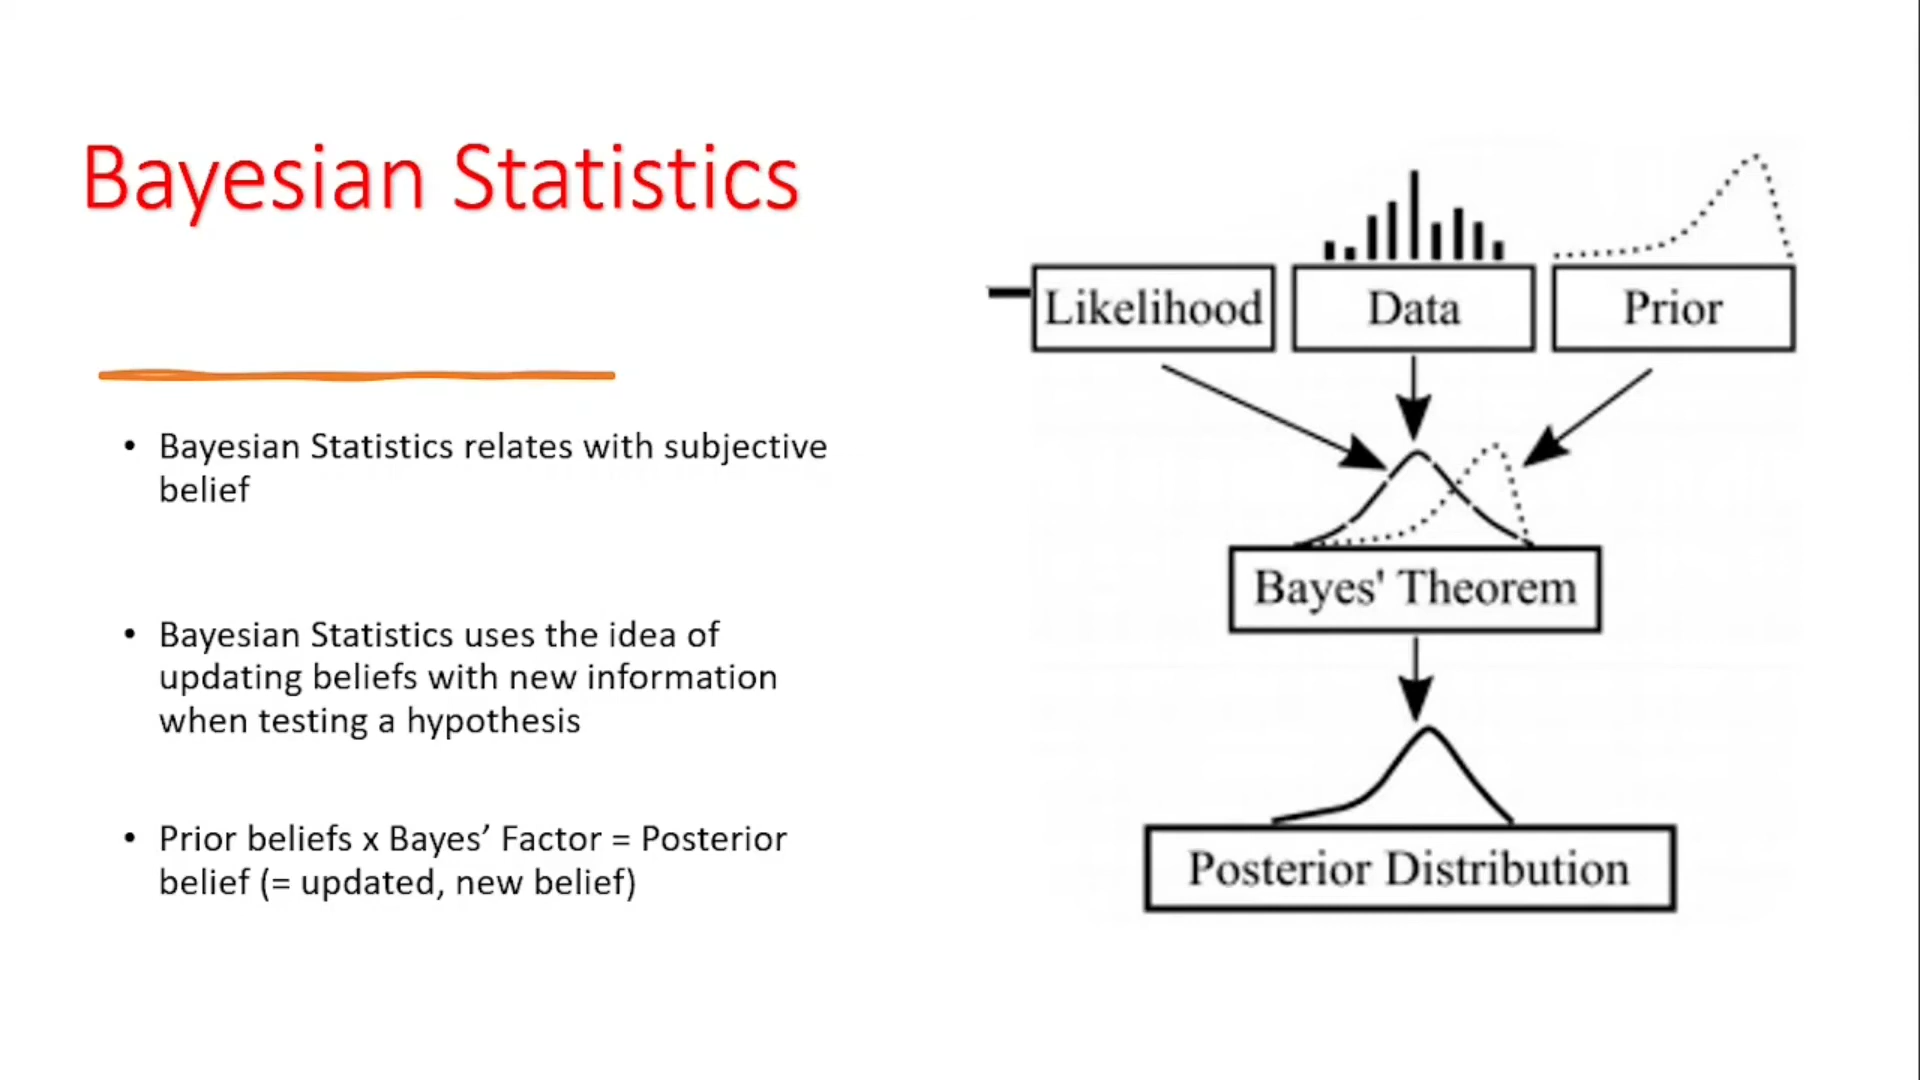 Bayesian Statistics
• Bayesian Statistics relates with subjective
belief
• Bayesian Statistics uses the idea of
updating beliefs with new information
when testing a hypothesis
• Prior beliefs x Bayes’ Factor = Posterior
belief (= updated, new belief)
Likelihood
Data
Prior
Bayes' Theorem
Posterior Distribution